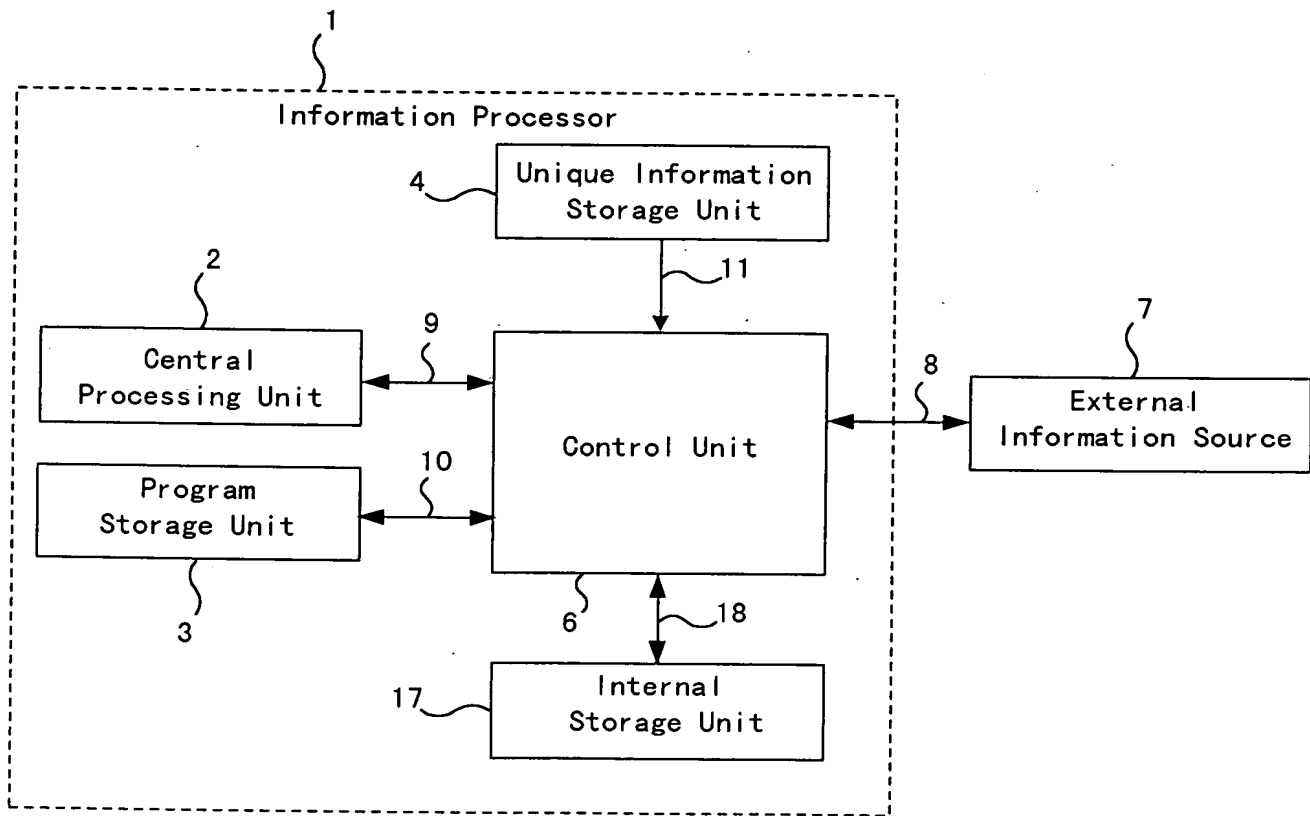 1
Information Processor
4
Unique Information
Storage Unit
11
2
Central
Processing Unit
9
7
External
Information Source
8
Control Unit
Program
Storage Unit
10
3
6
18
17
Internal
Storage Unit